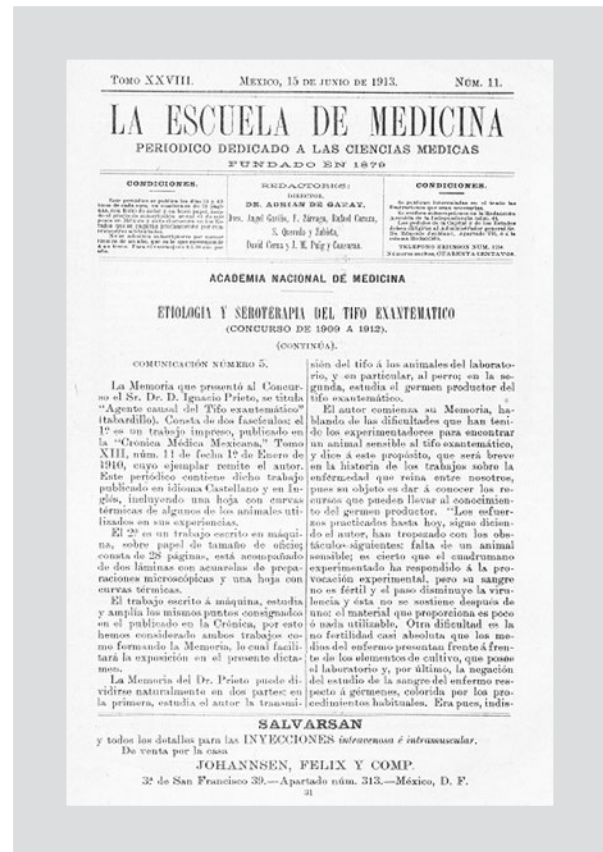 TOMO XXVIII.
MEXICO, 15 DE JUNIO DE 1913.
NÚM. 11.
LA ESCUELA DE MEDICINA
PERIODICO DEDICADO A LAS CIENCIAS MEDICAS
FUNDADO EN 1879
CONDICIONES.
REDACTORES:
DIRECTOR,
DR. ADRIAN DE GARAY,
Dres. Angel Gaviño, F. Zárraga, Rafael Caraza,
S. Quevedo y Zubieta,
David Cerna y J. M. Puig y Casauranc.
CONDICIONES.
TELEFONO ERICSON NÚM.
Números sueltos, CUARENTA CENTAVOS.
ACADEMIA NACIONAL DE MEDICINA
ETIOLOGIA Y SEROTERAPIA DEL TIFO EXANTEMATICO
(CONCURSO DE 1909 A 1912).
(CONTINÚA).
COMUNICACIÓN NÚMERO 5.
La Memoria que presentó al Concur-
so el Sr. Dr. D. Ignacio Prieto, se titula
"Agente causal del Tifo exantemático"
(tabardillo). Consta de dos fascículos: el
1º es un trabajo impreso, publicado en
la "Crónica Médica Mexicana," Tomo
XIII, núm. 11 de fecha 1º de Enero de
1910, cuyo ejemplar remite el autor.
Este periódico contiene dicho trabajo
publicado en idioma Castellano y en In-
glés, incluyendo una hoja con curvas
térmicas de algunos de los animales uti-
lizados en sus experiencias.
El 2º es un trabajo escrito en máqui-
na, sobre papel de tamaño de oficio;
consta de 28 páginas, está acompañado
de dos láminas con acuarelas de prepa-
raciones microscópicas y una hoja con
curvas térmicas.
El trabajo escrito á máquina, estudia
y amplía los mismos puntos consignados
en el publicado en la Crónica, por esto
hemos considerado ambos trabajos co-
mo formando la Memoria, lo cual facili-
tará la exposición en el presente dicta-
men.
La Memoria del Dr. Prieto puede di-
vidirse naturalmente en dos partes: en
la primera, estudia el autor la transmi-
sión del tifo á los animales del laborato-
rio, y en particular, al perro; en la se-
gunda, estudia el germen productor del
tifo exantemático.
El autor comienza su Memoria, ha-
blando de las dificultades que han teni-
do los experimentadores para encontrar
un animal sensible al tifo exantemático,
y dice á este propósito, que será breve
en la historia de los trabajos sobre la
enfermedad que reina entre nosotros,
pues su objeto es dar á conocer los re-
cursos que pueden llevar al conocimien-
to del germen productor. "Los esfuer-
zos practicados hasta hoy, sigue dicien-
do el autor, han tropezado con los obs-
táculos siguientes: falta de un animal
sensible; es cierto que el cuadrumano
experimentado ha respondido á la pro-
vocación experimental, pero su sangre
no es fértil y el paso disminuye la viru-
lencia y ésta no se sostiene después de
uno; el material que proporciona es poco
ó nada utilizable. Otra dificultad es la
no fertilidad casi absoluta que los me-
dios del enfermo presentan frente á fren-
te de los elementos de cultivo, que posee
el laboratorio y, por último, la negación
del estudio de la sangre del enfermo res-
pecto á gérmenes, colorida por los pro-
cedimientos habituales. Era pues, indis-
SALVARSAN
y todos los detalles para las INYECCIONES intravenosa é intramuscular.
De venta por la casa
JOHANNSEN, FELIX Y COMP.
3ª de San Francisco 39.—Apartado núm. 313.—México, D. F.
31